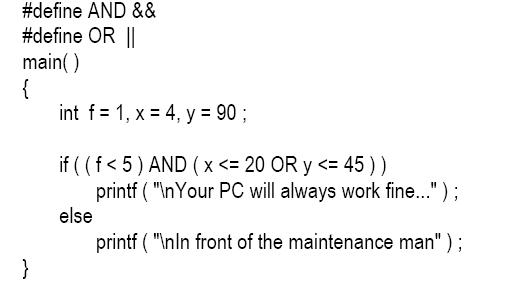 #define AND &&
#define OR ||
main( )
{
int f = 1, x = 4, y = 90 ;
if ( ( f < 5 ) AND ( x <= 20 OR y <= 45 ) )
printf ( "\nYour PC will always work fine..." ) ;
else
printf ( "\nIn front of the maintenance man" ) ;
}